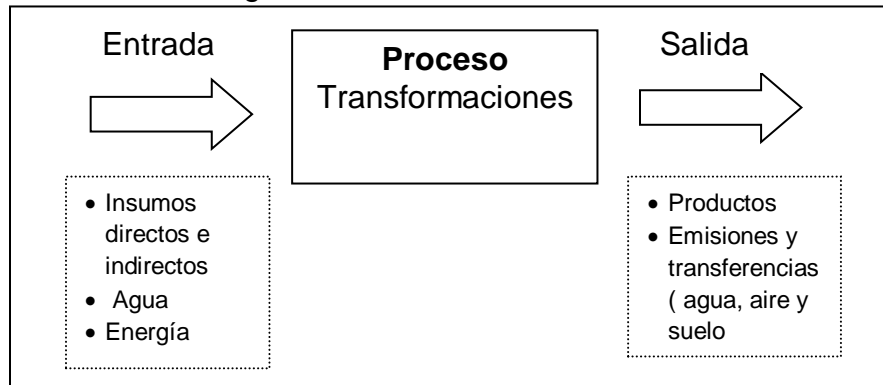 Entrada
Proceso
Transformaciones
Salida
• Insumos
directos e
indirectos
• Agua
• Energía
• Productos
• Emisiones y
transferencias
( agua, aire y
suelo